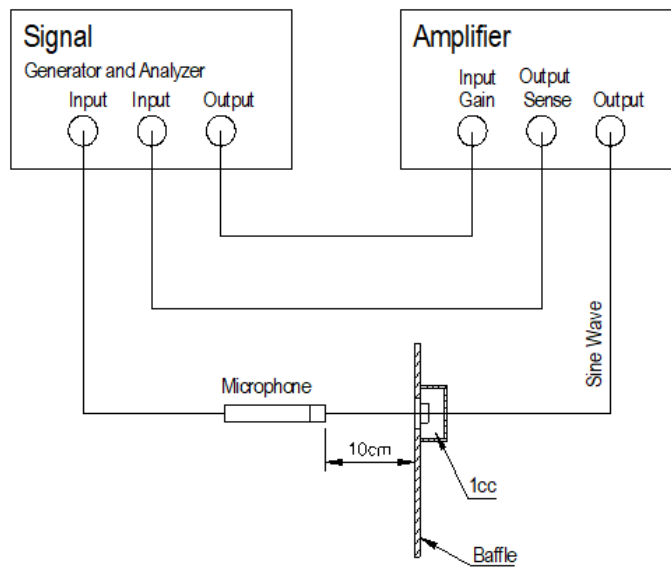 Signal
Generator and Analyzer
Input Input Output
Amplifier
Input
Gain
Output
Sense
Output
Sine Wave
Microphone
10cm
1cc
Baffle